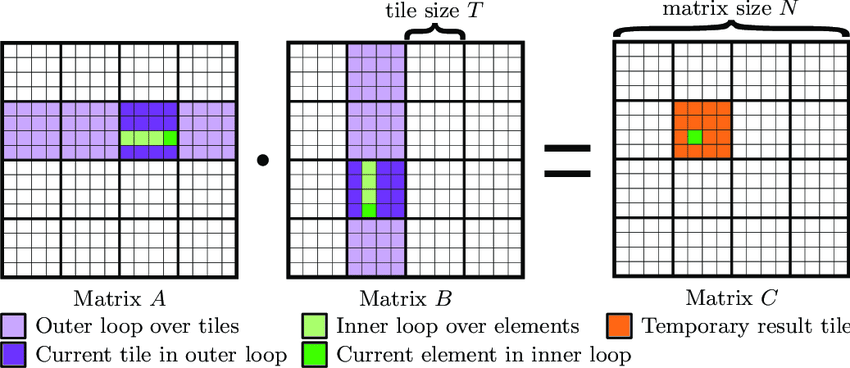 tile size T
matrix size N
Matrix A
Matrix B
Matrix C
Outer loop over tiles
Inner loop over elements
Temporary result tile
Current tile in outer loop
Current element in inner loop